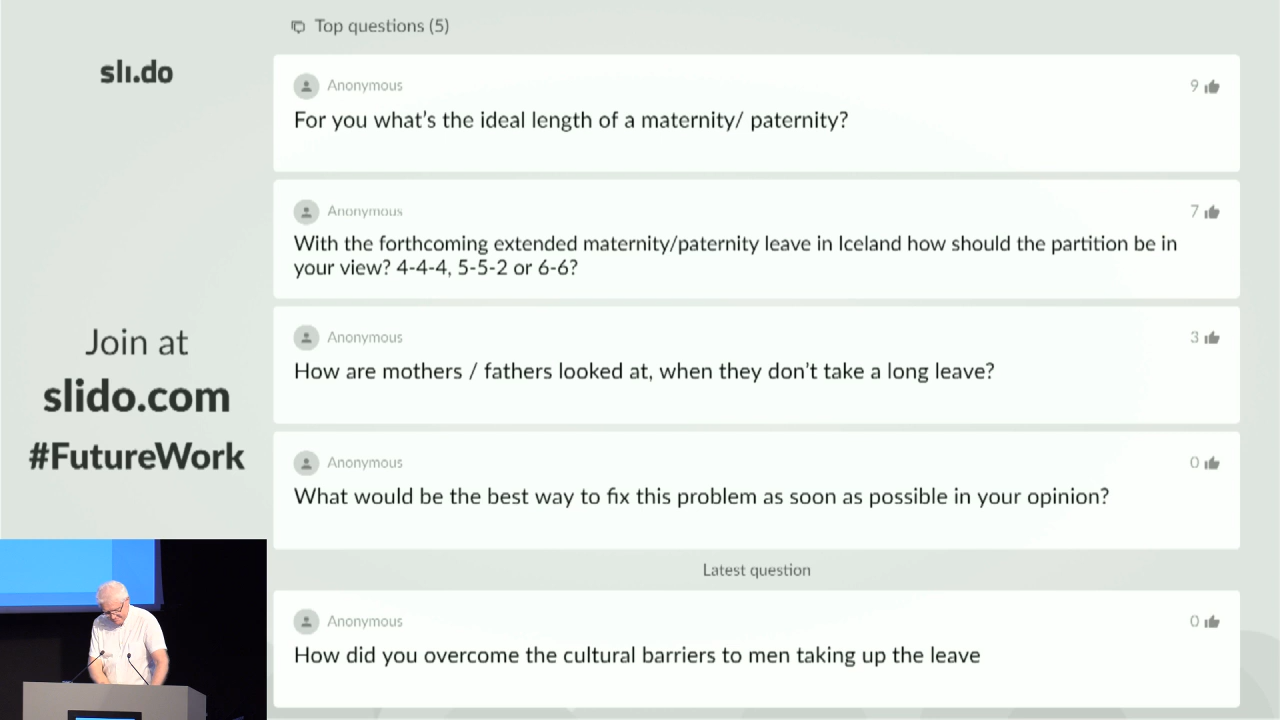 Top questions (5)
sli.do
Anonymous
9
For you what's the ideal length of a maternity/ paternity?
Anonymous
7
With the forthcoming extended maternity/paternity leave in Iceland how should the partition be in
your view? 4-4-4, 5-5-2 or 6-6?
Anonymous
3
How are mothers / fathers looked at, when they don't take a long leave?
Join at
slido.com
#FutureWork
Anonymous
0
What would be the best way to fix this problem as soon as possible in your opinion?
Latest question
Anonymous
0
How did you overcome the cultural barriers to men taking up the leave